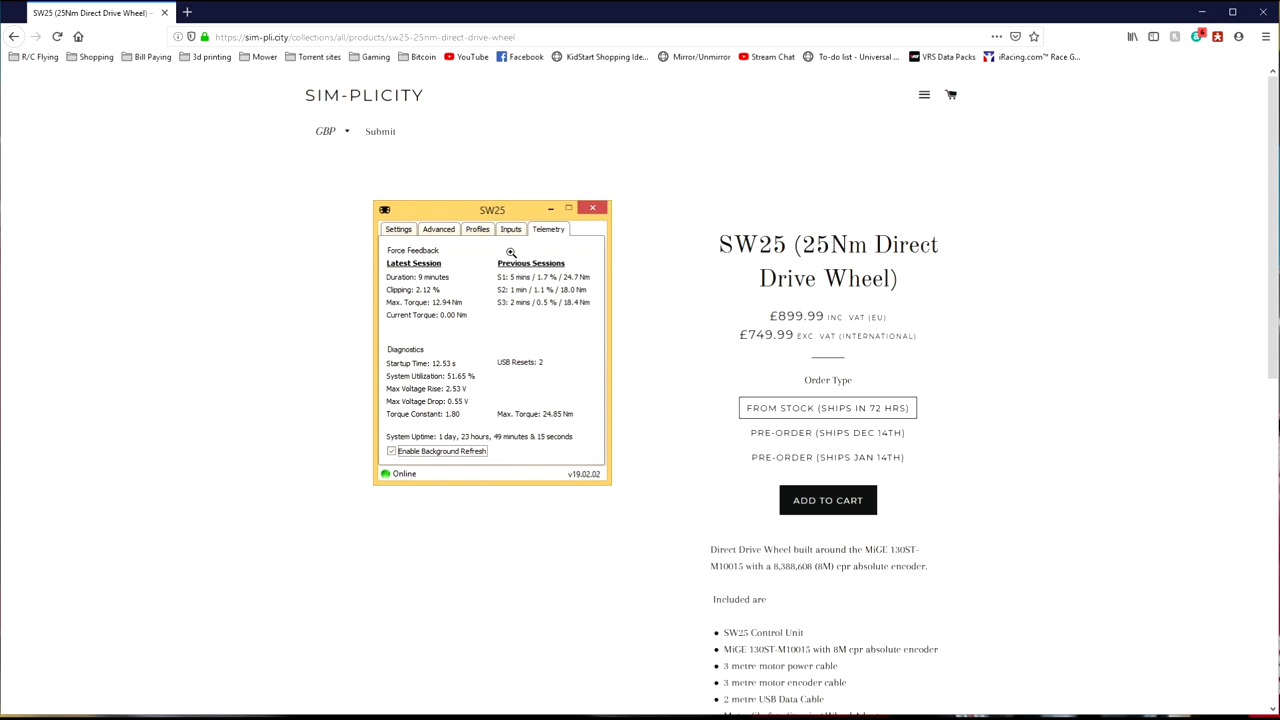 SW25 (25Nm Direct Drive Wheel) –
https://sim-pli.city/collections/all/products/sw25-25nm-direct-drive-wheel
R/C Flying Shopping Bill Paying 3d printing Mower Torrent sites Gaming Bitcoin YouTube Facebook KidStart Shopping Ide... Mirror/Unmirror Stream Chat To-do list - Universal ... VRS Data Packs iRacing.com™ Race G...
SIM-PLICITY
GBP Submit
SW25
Settings Advanced Profiles Inputs Telemetry
Force Feedback
Latest Session Previous Sessions
Duration: 9 minutes S1: 5 mins / 1.7 % / 24.7 Nm
Clipping: 2.12 % S2: 1 min / 1.1 % / 18.0 Nm
Max. Torque: 12.94 Nm S3: 2 mins / 0.5 % / 18.4 Nm
Current Torque: 0.00 Nm
Diagnostics
Startup Time: 12.53 s USB Resets: 2
System Utilization: 51.65 %
Max Voltage Rise: 2.53 V
Max Voltage Drop: 0.55 V
Torque Constant: 1.80 Max. Torque: 24.85 Nm
System Uptime: 1 day, 23 hours, 49 minutes & 15 seconds
Enable Background Refresh
Online v19.02.02
SW25 (25Nm Direct
Drive Wheel)
£899.99 INC. VAT (EU)
£749.99 EXC. VAT (INTERNATIONAL)
Order Type
FROM STOCK (SHIPS IN 72 HRS)
PRE-ORDER (SHIPS DEC 14TH)
PRE-ORDER (SHIPS JAN 14TH)
ADD TO CART
Direct Drive Wheel built around the MiGE 130ST-
M10015 with a 8,388,608 (8M) cpr absolute encoder.
Included are
● SW25 Control Unit
● MiGE 130ST-M10015 with 8M cpr absolute encoder
● 3 metre motor power cable
● 3 metre motor encoder cable
● 2 metre USB Data Cable